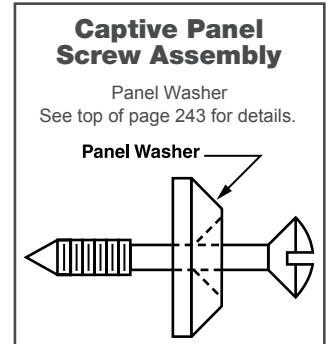 Captive Panel
Screw Assembly
Panel Washer
See top of page 243 for details.
Panel Washer